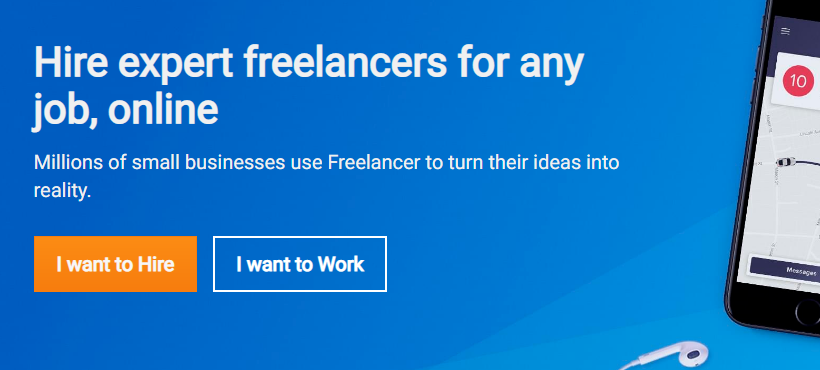 Hire expert freelancers for any
job, online
Millions of small businesses use Freelancer to turn their ideas into
reality.
I want to Hire
I want to Work
10
Messages